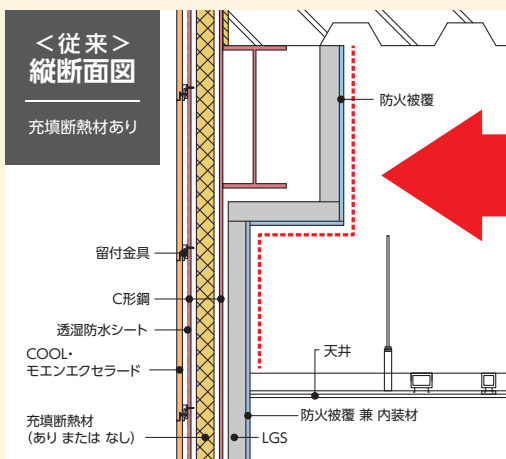 <従来>
縦断面図
充填断熱材あり
防火被覆
留付金具
C形鋼
透湿防水シート
COOL・
モエンエクセラード
天井
充填断熱材
(あり または なし)
防火被覆 兼 内装材
LGS